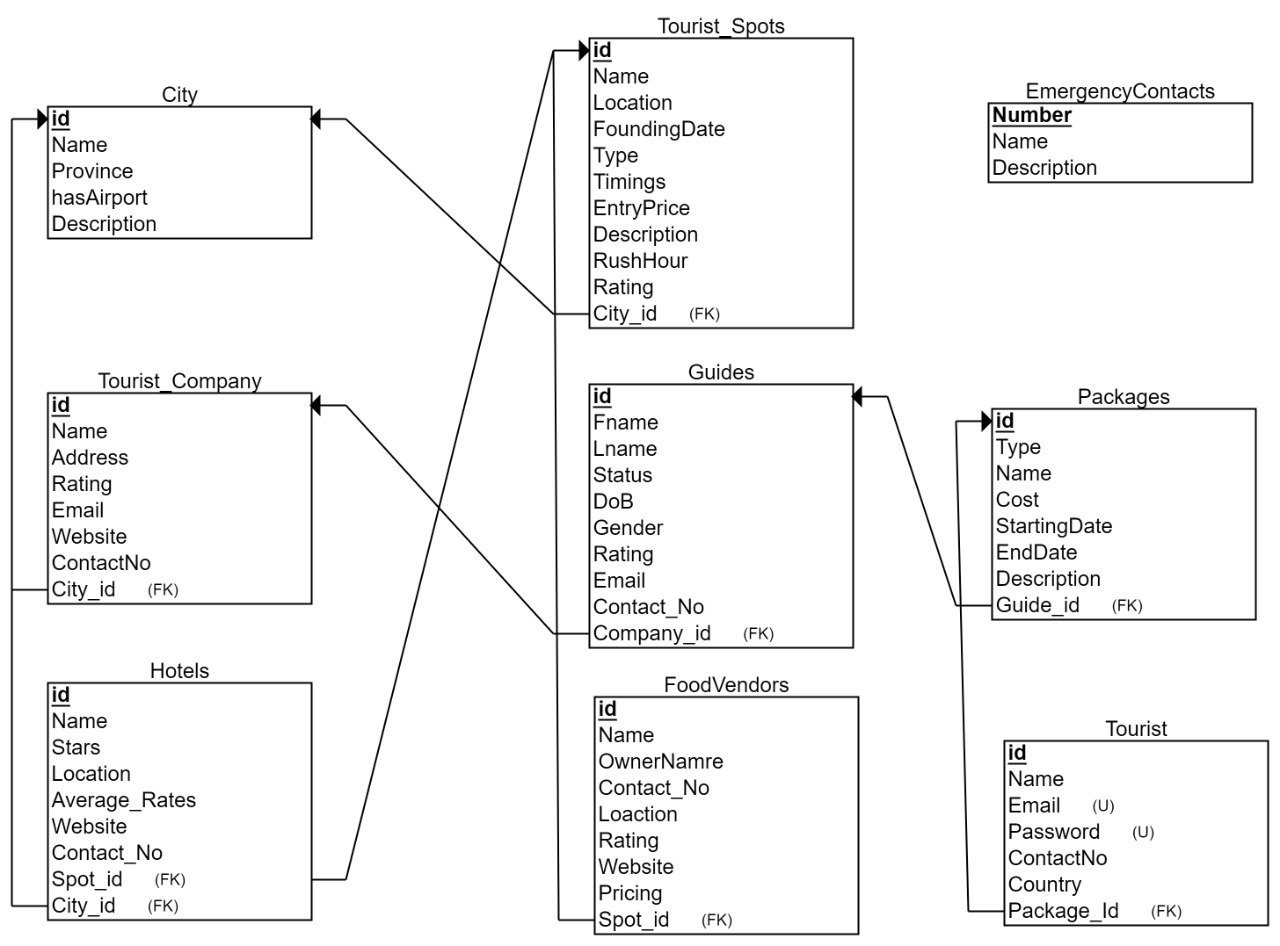 City
id
Name
Province
hasAirport
Description
Tourist_Company
id
Name
Address
Rating
Email
Website
ContactNo
City_id (FK)
Hotels
id
Name
Stars
Location
Average_Rates
Website
Contact_No
Spot_id (FK)
City_id (FK)
Tourist_Spots
id
Name
Location
FoundingDate
Type
Timings
EntryPrice
Description
RushHour
Rating
City_id (FK)
Guides
id
Fname
Lname
Status
DoB
Gender
Rating
Email
Contact_No
Company_id (FK)
FoodVendors
id
Name
OwnerNamre
Contact_No
Loaction
Rating
Website
Pricing
Spot_id (FK)
EmergencyContacts
Number
Name
Description
Packages
id
Type
Name
Cost
StartingDate
EndDate
Description
Guide_id (FK)
Tourist
id
Name
Email (U)
Password (U)
ContactNo
Country
Package_Id (FK)